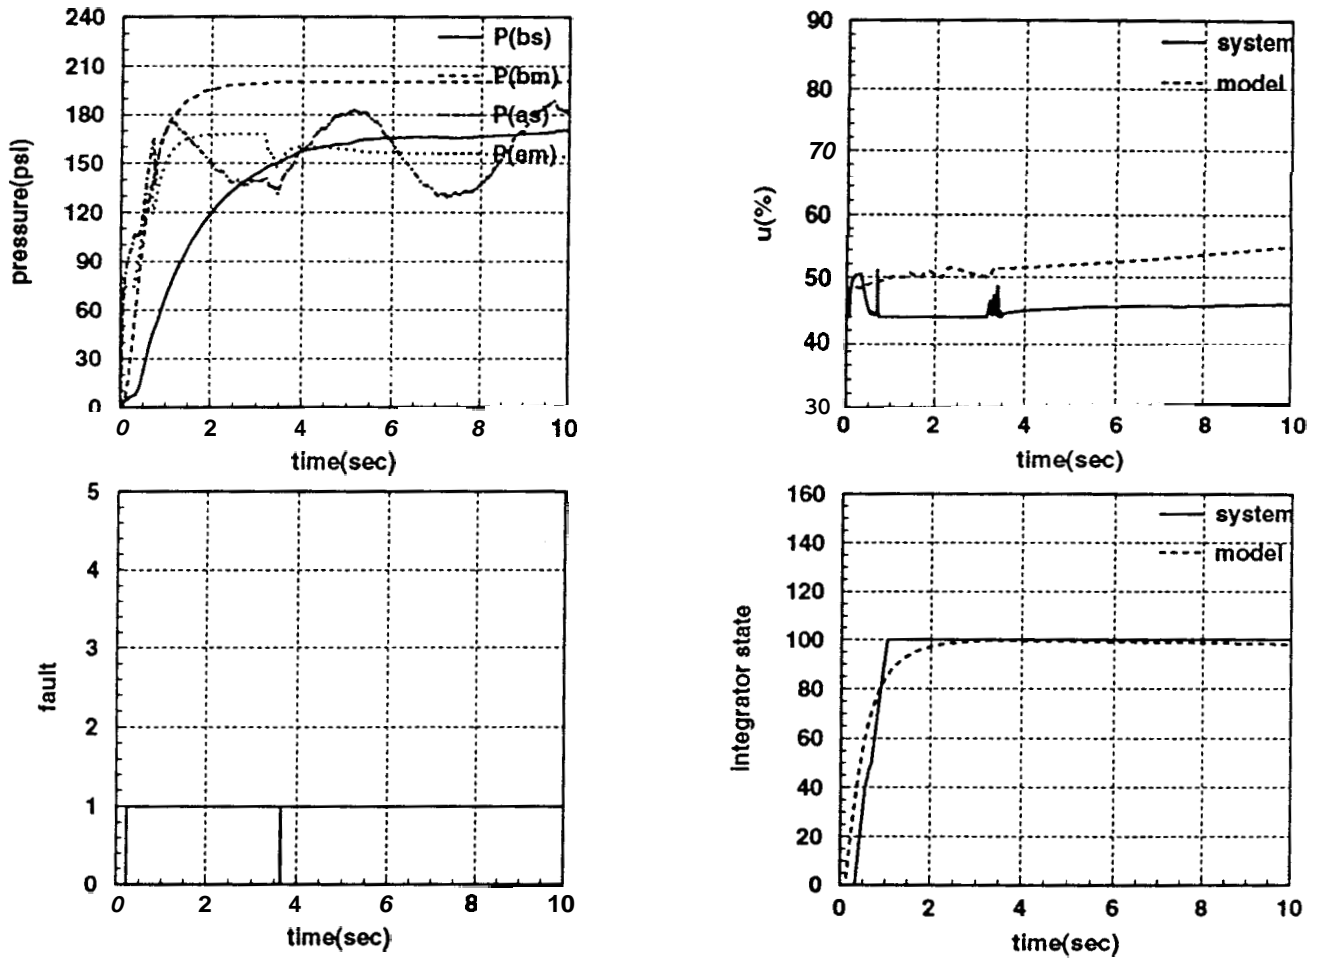 240
210
180
150
120
90
60
30
0
pressure(psi)
P(bs)
P(bm)
P(as)
P(am)
0 2 4 6 8 10
time(sec)
90
80
70
60
50
40
30
u(%)
system
model
0 2 4 6 8 10
time(sec)
5
4
3
2
1
0
fault
0 2 4 6 8 10
time(sec)
160
140
120
100
80
60
40
20
0
Integrator state
system
model
0 2 4 6 8 10
time(sec)